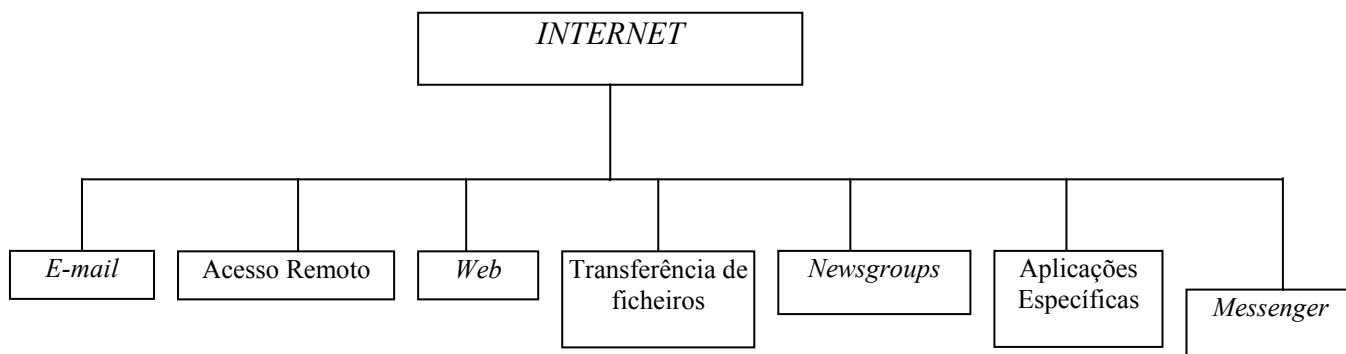 INTERNET
E-mail
Acesso Remoto
Web
Transferência de
ficheiros
Newsgroups
Aplicações
Específicas
Messenger